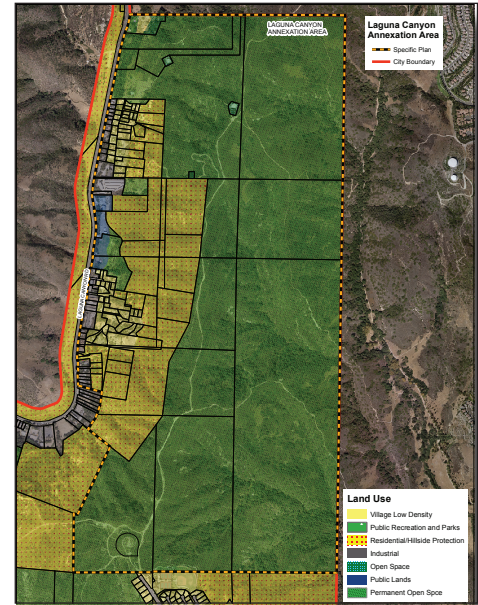 LAGUNA CANYON
ANNEXATION AREA
Laguna Canyon
Annexation Area
Specific Plan
City Boundary
LAGUNA CANYON RD
Land Use
Village Low Density
Public Recreation and Parks
Residential/Hillside Protection
Industrial
Open Space
Public Lands
Permanent Open Spce